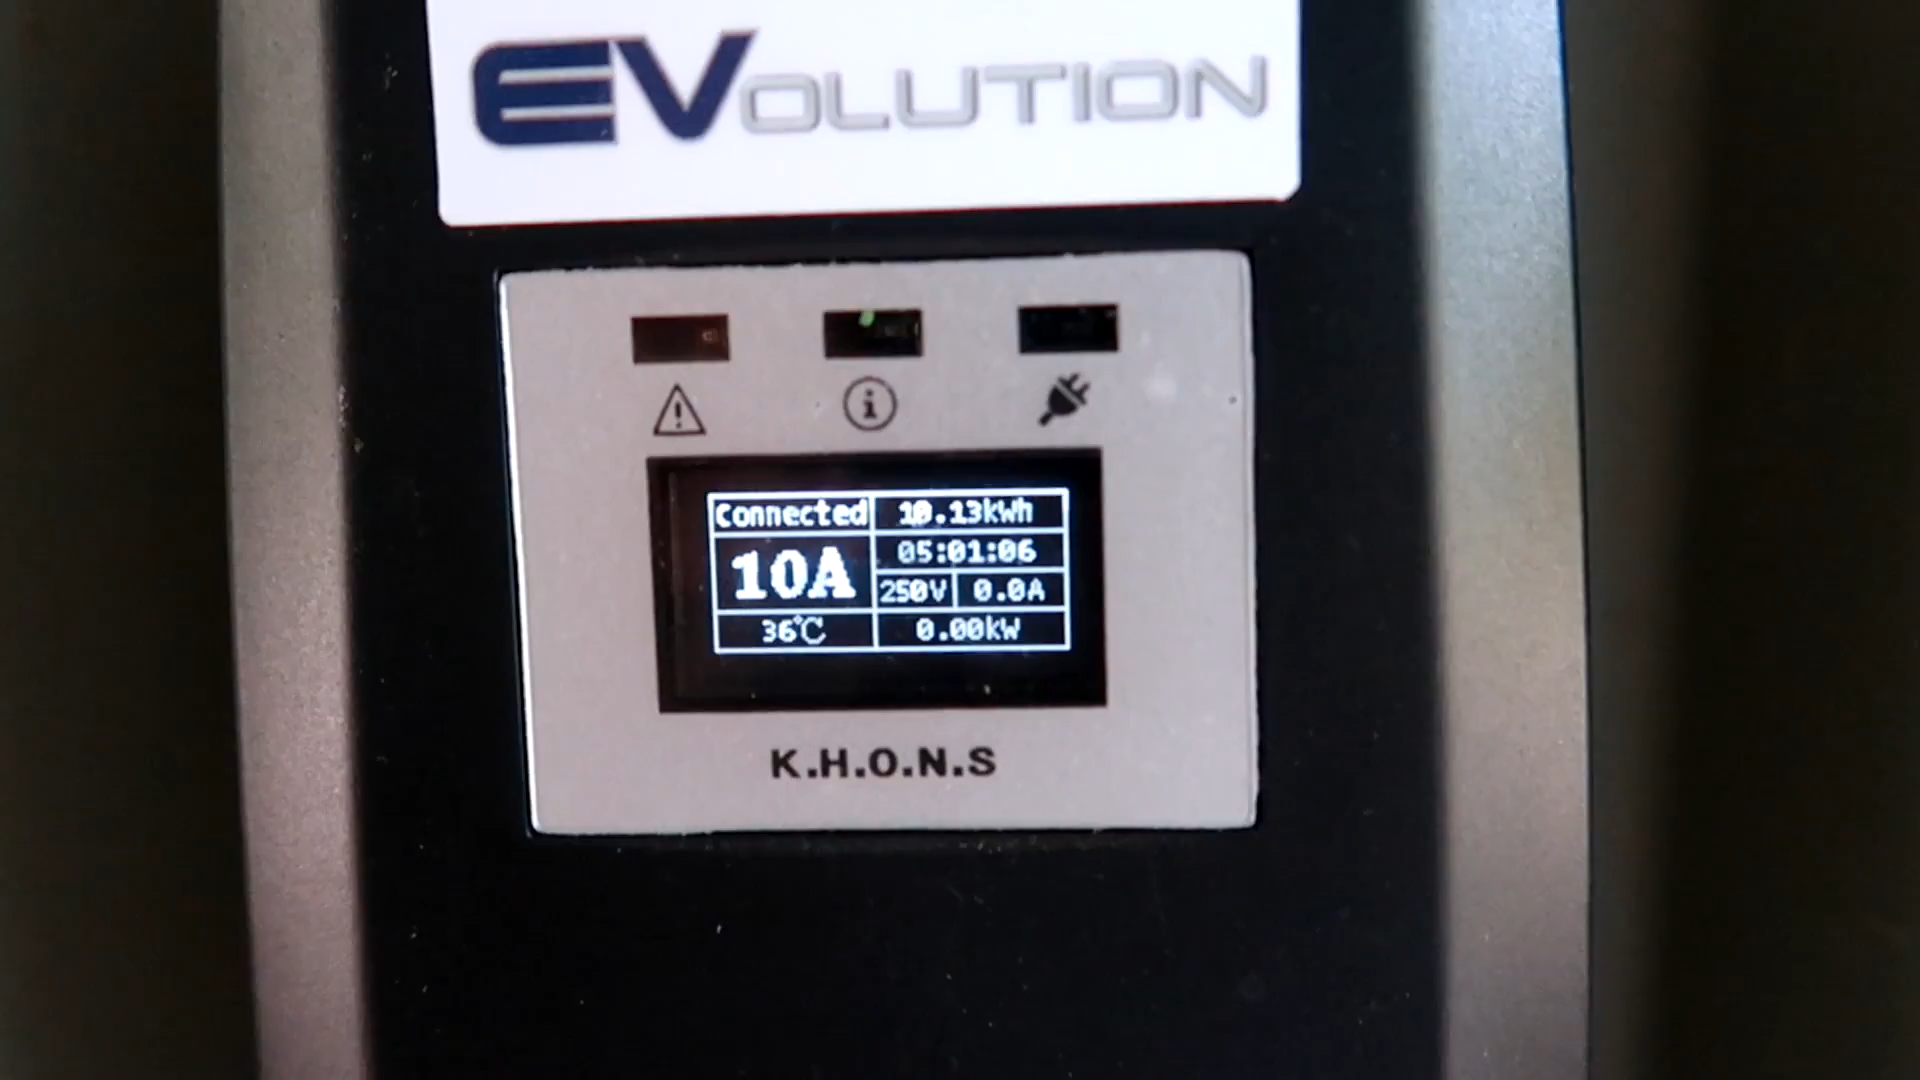 EVOLUTION
Connected
10.13kWh
10A
05:01:06
250V
0.0A
36℃
0.00kW
K.H.O.N.S